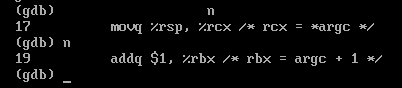 (gdb) n
17 movq %rsp, %rcx /* rcx = *argc */
(gdb) n
19 addq $1, %rbx /* rbx = argc + 1 */
(gdb) _